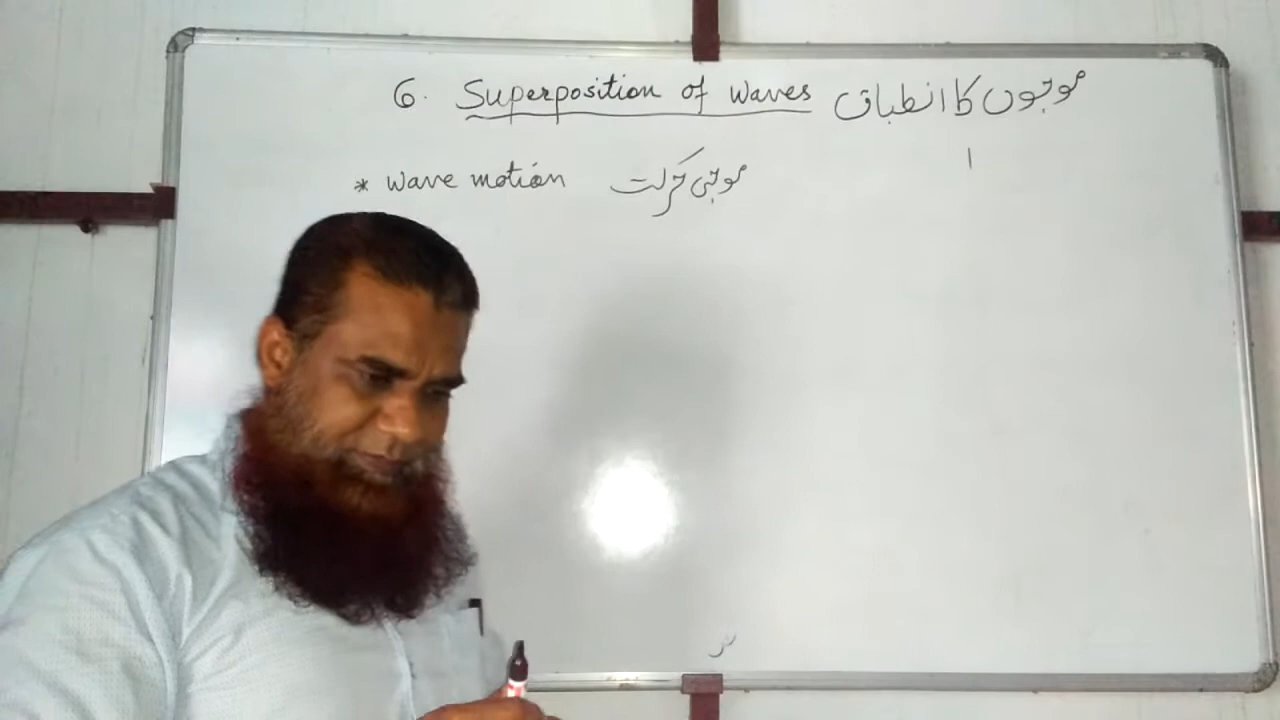 6. Superposition of waves موجوں کا انطباق
* wave motion موجی حرکت